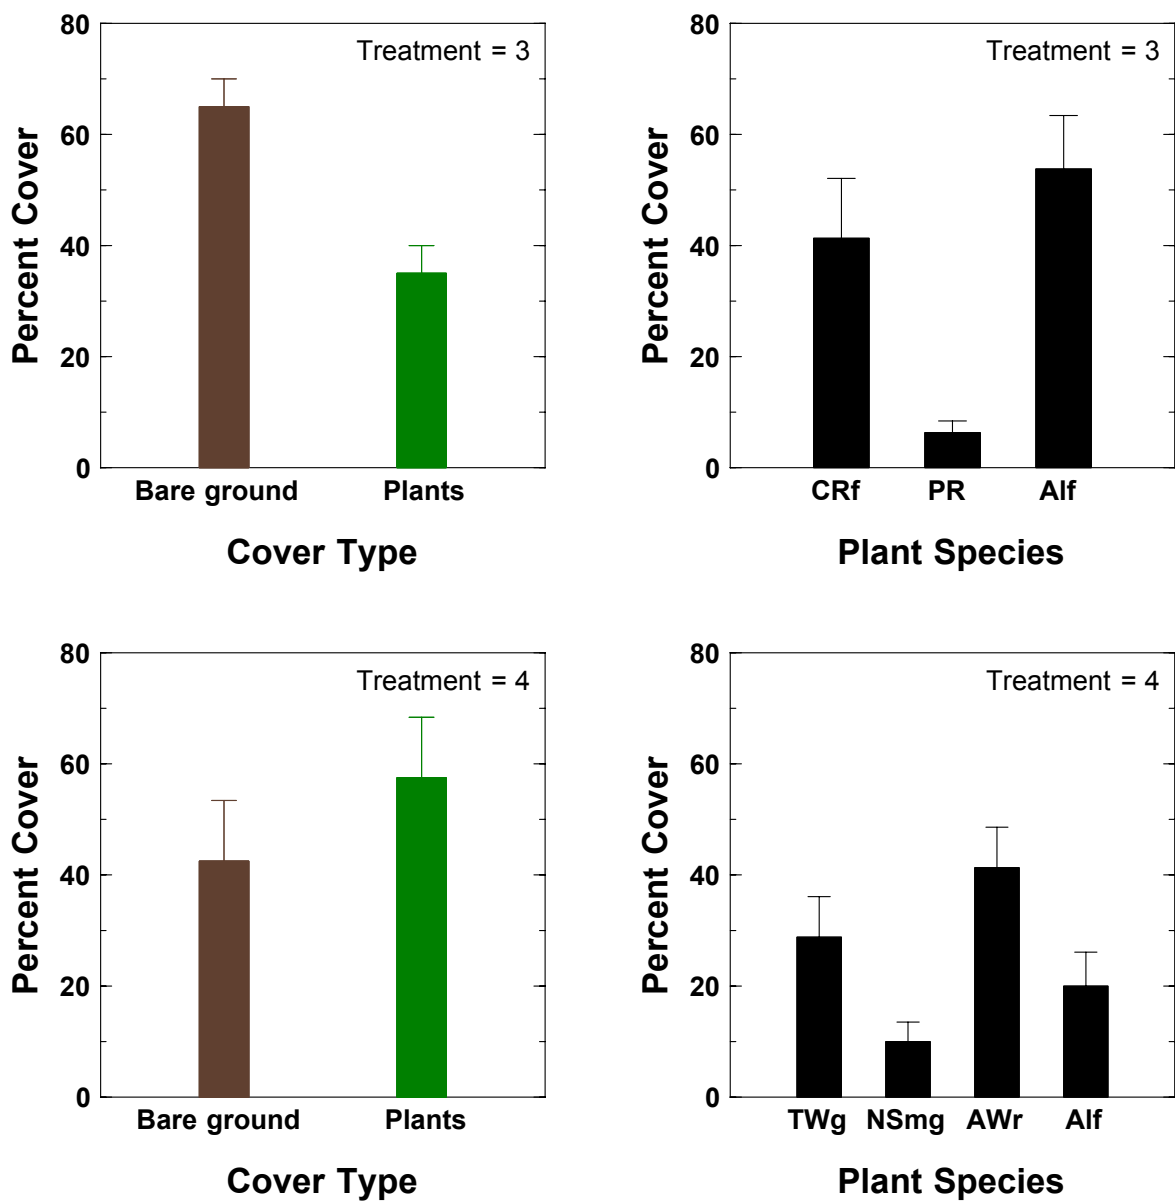 80
60
40
20
0
Percent Cover
Treatment = 3
Bare ground Plants
Cover Type
80
60
40
20
0
Percent Cover
Treatment = 3
CRf PR Alf
Plant Species
80
60
40
20
0
Percent Cover
Treatment = 4
Bare ground Plants
Cover Type
80
60
40
20
0
Percent Cover
Treatment = 4
TWg NSmg AWr Alf
Plant Species